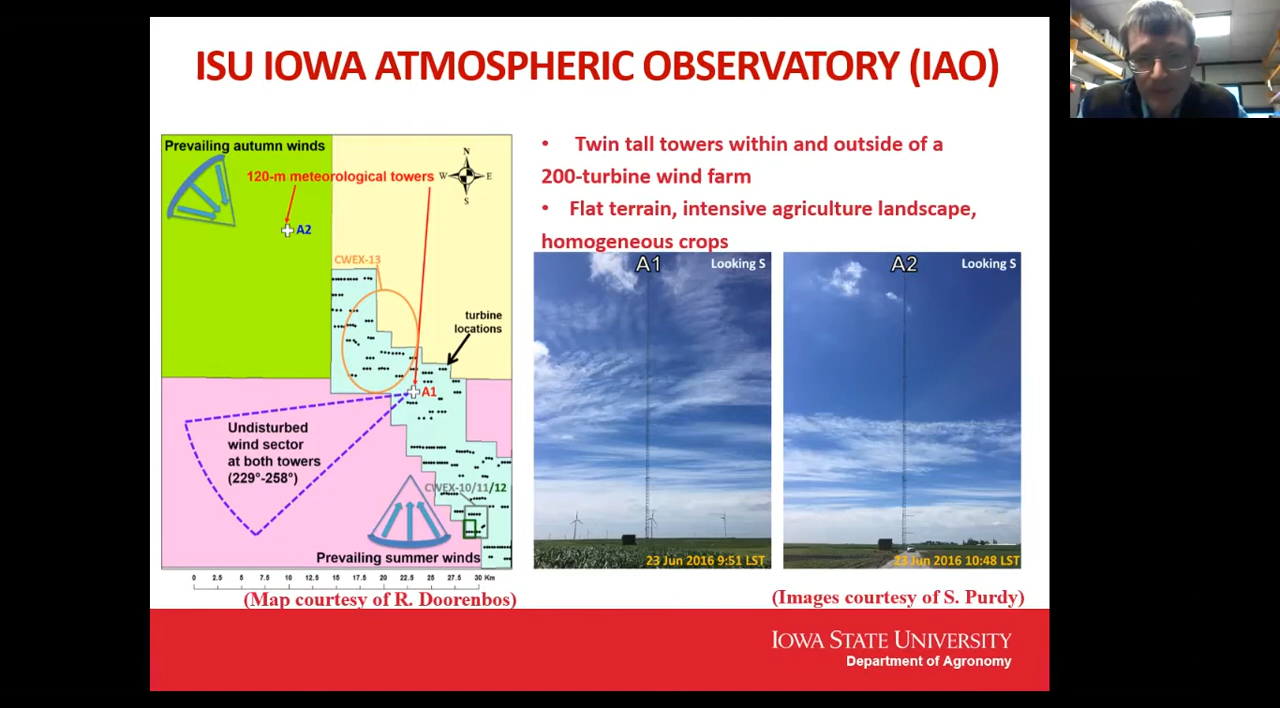 ISU IOWA ATMOSPHERIC OBSERVATORY (IAO)
Prevailing autumn winds
120-m meteorological towers
N
W
E
S
A2
CWEX-13
turbine
locations
A1
Undisturbed
wind sector
at both towers
(229°-258°)
CWEX-10/11/12
Prevailing summer winds
0 2.5 5 7.5 10 12.5 15 17.5 20 22.5 25 27.5 30 Km
(Map courtesy of R. Doorenbos)
• Twin tall towers within and outside of a
200-turbine wind farm
• Flat terrain, intensive agriculture landscape,
homogeneous crops
A1 Looking S
23 Jun 2016 9:51 LST
A2 Looking S
23 Jun 2016 10:48 LST
(Images courtesy of S. Purdy)
IOWA STATE UNIVERSITY
Department of Agronomy